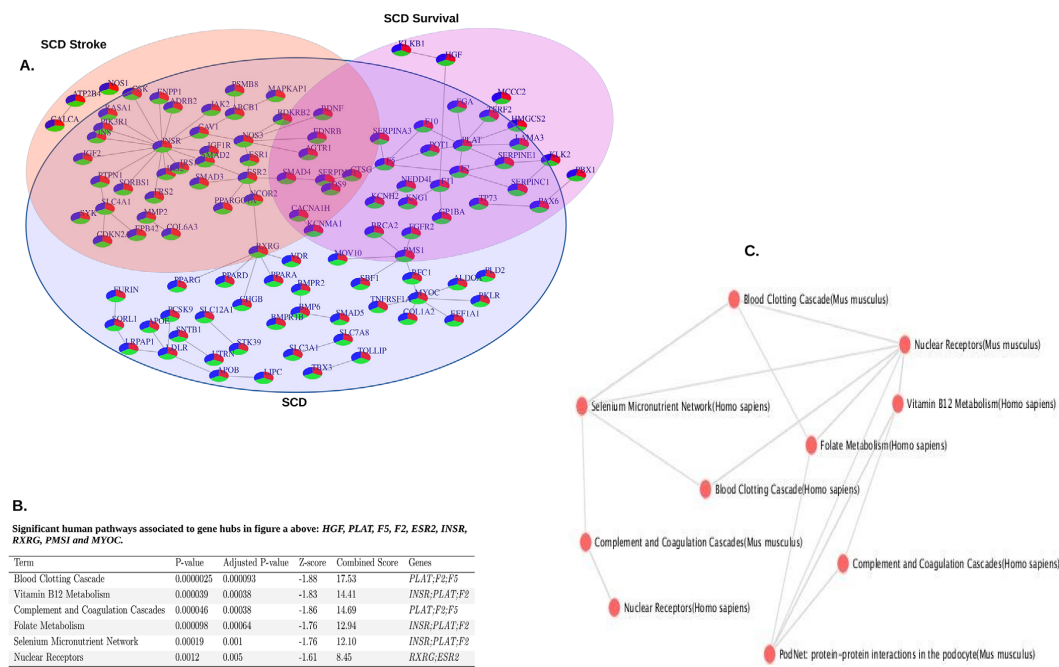 SCD Survival
SCD Stroke
A.
KLKB1
HGF
NOS1
ATP2B4
CALCA
ENPP1
ADRB2
PSMB8
MAPKAP1
JAK2
ABCB1
BDKRB2
RASA1
PIK3R1
CAV1
NOS3
EDNRB
AGTR1
INSR
IGF1R
SMAD2
ESR1
IGF2
ESR2
SMAD3
SMAD4
CTSG
PTPN1
SORBS1
IRS2
NCOR2
SLC4A1
MMP2
EPB42
COL6A3
CACNA1H
KCNMA1
MCCC2
HMGCS2
LAMA3
F10
SERPINA3
POT1
PLAT
F5
F2
SERPINE1
KLK2
PBX1
SERPINC1
NEDD4L
F11
KCNH2
TP73
PAX6
GP1BA
BRCA2
FGFR2
RXRG
VDR
MOV10
PMS1
PPARG
PPARD
PPARA
BMPR2
SBF1
RFC1
PLD2
FURIN
CHGB
MYOC
PKLR
PCSK9
SLC12A1
BMP6
BMPR1B
SMAD5
COL1A2
EEF1A1
SORL1
APOE
SNTB1
LRPAP1
LDLR
UTRN
STK39
SLC3A1
SLC7A8
TOLLIP
APOB
LIPC
TBX3
SCD
B.
Significant human pathways associated to gene hubs in figure a above: HGF, PLAT, F5, F2, ESR2, INSR,
RXRG, PMSI and MYOC.
Term P-value Adjusted P-value Z-score Combined Score Genes
Blood Clotting Cascade 0.0000025 0.000093 -1.88 17.53 PLAT;F2;F5
Vitamin B12 Metabolism 0.000039 0.00038 -1.83 14.41 INSR;PLAT;F2
Complement and Coagulation Cascades 0.000046 0.00038 -1.86 14.69 PLAT;F2;F5
Folate Metabolism 0.000098 0.00064 -1.76 12.94 INSR;PLAT;F2
Selenium Micronutrient Network 0.00019 0.001 -1.76 12.10 INSR;PLAT;F2
Nuclear Receptors 0.0012 0.005 -1.61 8.45 RXRG;ESR2
C.
Blood Clotting Cascade(Mus musculus)
Nuclear Receptors(Mus musculus)
Selenium Micronutrient Network(Homo sapiens)
Vitamin B12 Metabolism(Homo sapiens)
Folate Metabolism(Homo sapiens)
Blood Clotting Cascade(Homo sapiens)
Complement and Coagulation Cascades(Mus musculus)
Complement and Coagulation Cascades(Homo sapiens)
Nuclear Receptors(Homo sapiens)
PodNet: protein-protein interactions in the podocyte(Mus musculus)